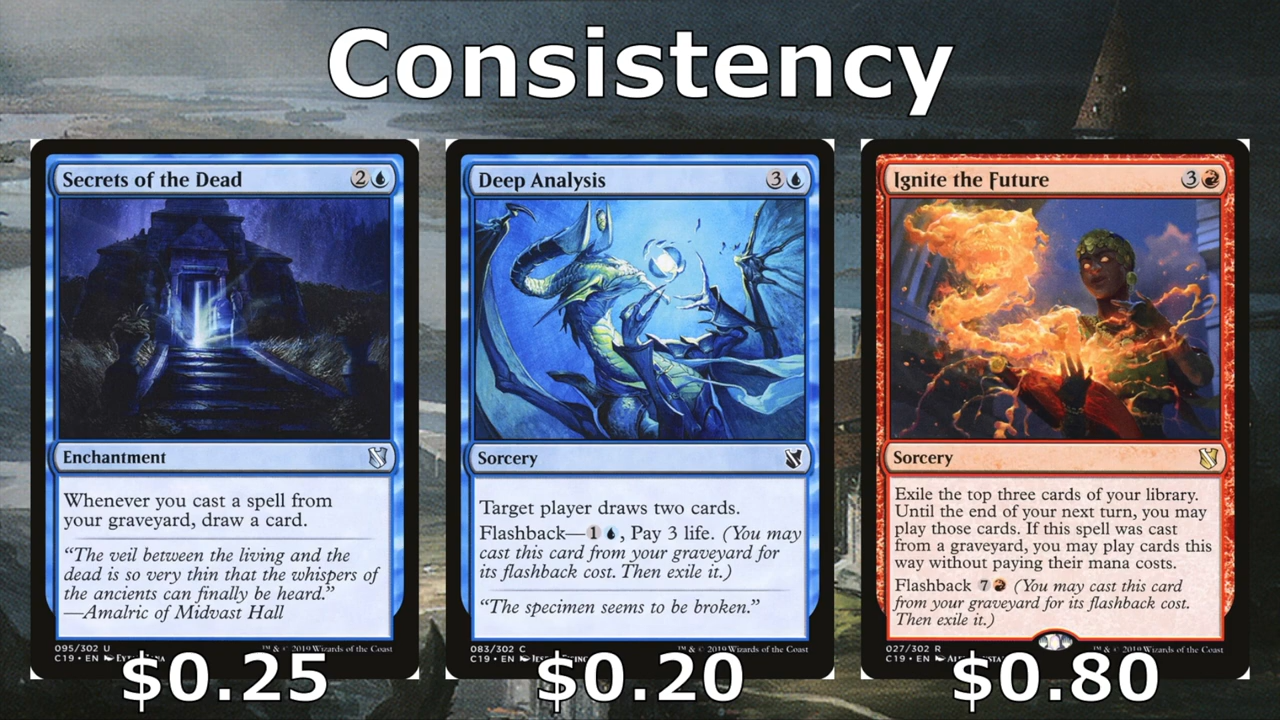 Consistency
Secrets of the Dead 2
Enchantment
Whenever you cast a spell from
your graveyard, draw a card.
“The veil between the living and the
dead is so very thin that the whispers of
the ancients can finally be heard.”
—Amalric of Midvast Hall
095/302 U
™ & © 2019 Wizards of the Coast
C19 • EN
$0.25
Deep Analysis 3
Sorcery
Target player draws two cards.
Flashback—1, Pay 3 life. (You may
cast this card from your graveyard for
its flashback cost. Then exile it.)
“The specimen seems to be broken.”
083/302 C
™ & © 2019 Wizards of the Coast
C19 • EN
$0.20
Ignite the Future 3
Sorcery
Exile the top three cards of your library.
Until the end of your next turn, you may
play those cards. If this spell was cast
from a graveyard, you may play cards this
way without paying their mana costs.
Flashback 7 (You may cast this card
from your graveyard for its flashback cost.
Then exile it.)
027/302 R
™ & © 2019 Wizards of the Coast
C19 • EN
$0.80